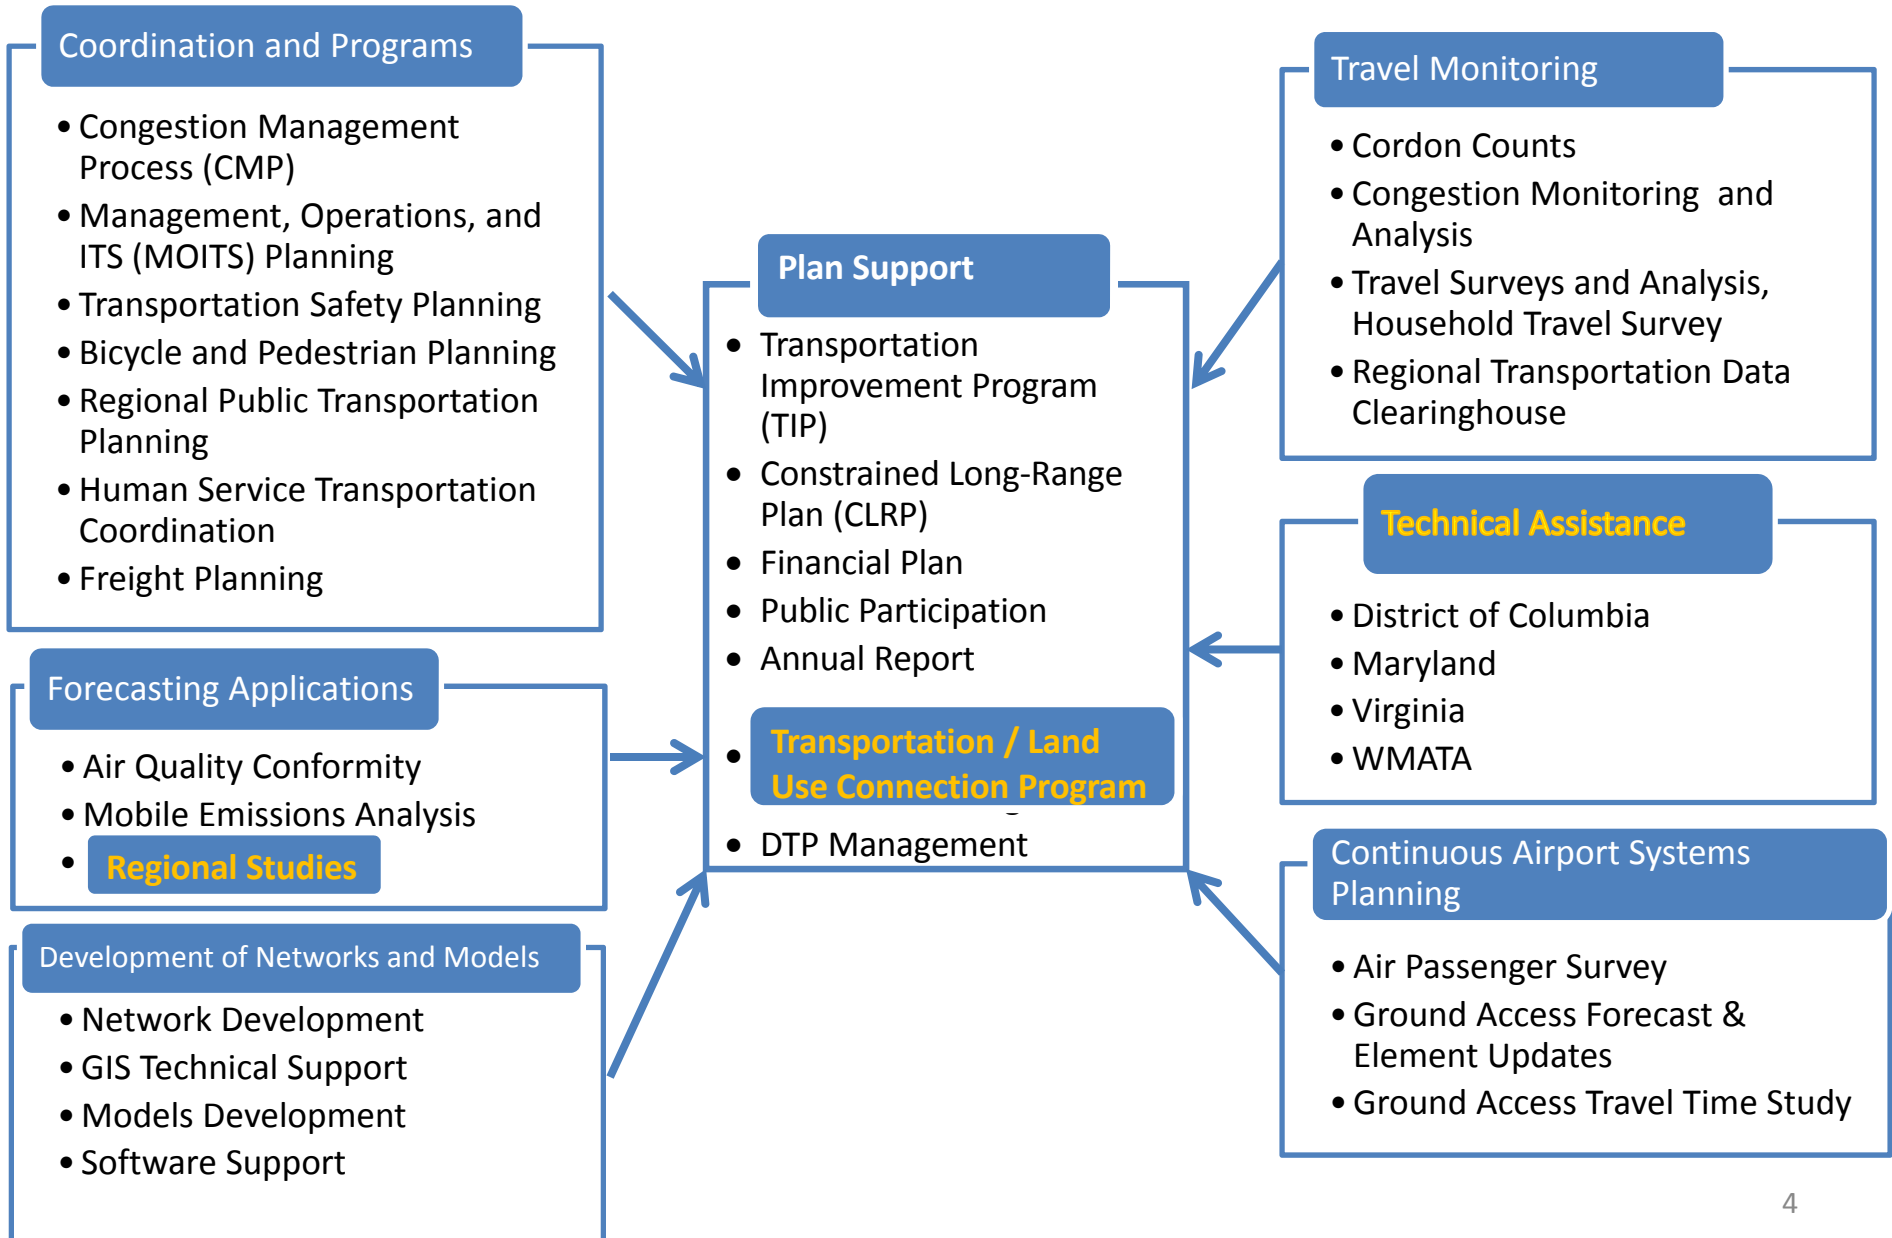 Coordination and Programs
• Congestion Management
Process (CMP)
• Management, Operations, and
ITS (MOITS) Planning
• Transportation Safety Planning
• Bicycle and Pedestrian Planning
• Regional Public Transportation
Planning
• Human Service Transportation
Coordination
• Freight Planning
Forecasting Applications
• Air Quality Conformity
• Mobile Emissions Analysis
• Regional Studies
Development of Networks and Models
• Network Development
• GIS Technical Support
• Models Development
• Software Support
Plan Support
• Transportation
Improvement Program
(TIP)
• Constrained Long-Range
Plan (CLRP)
• Financial Plan
• Public Participation
• Annual Report
• Transportation / Land
Use Connection Program
• DTP Management
Travel Monitoring
• Cordon Counts
• Congestion Monitoring and
Analysis
• Travel Surveys and Analysis,
Household Travel Survey
• Regional Transportation Data
Clearinghouse
Technical Assistance
• District of Columbia
• Maryland
• Virginia
• WMATA
Continuous Airport Systems
Planning
• Air Passenger Survey
• Ground Access Forecast &
Element Updates
• Ground Access Travel Time Study
4